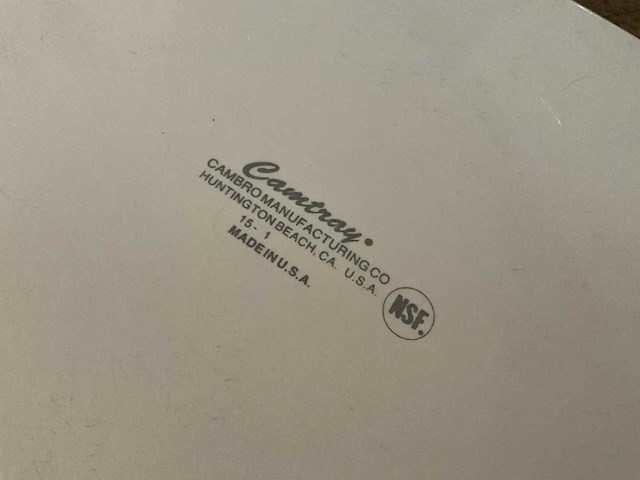 Camtray®
CAMBRO MANUFACTURING CO
HUNTINGTON BEACH, CA. U.S.A.
15 - 1
MADE IN U.S.A.
NSF.